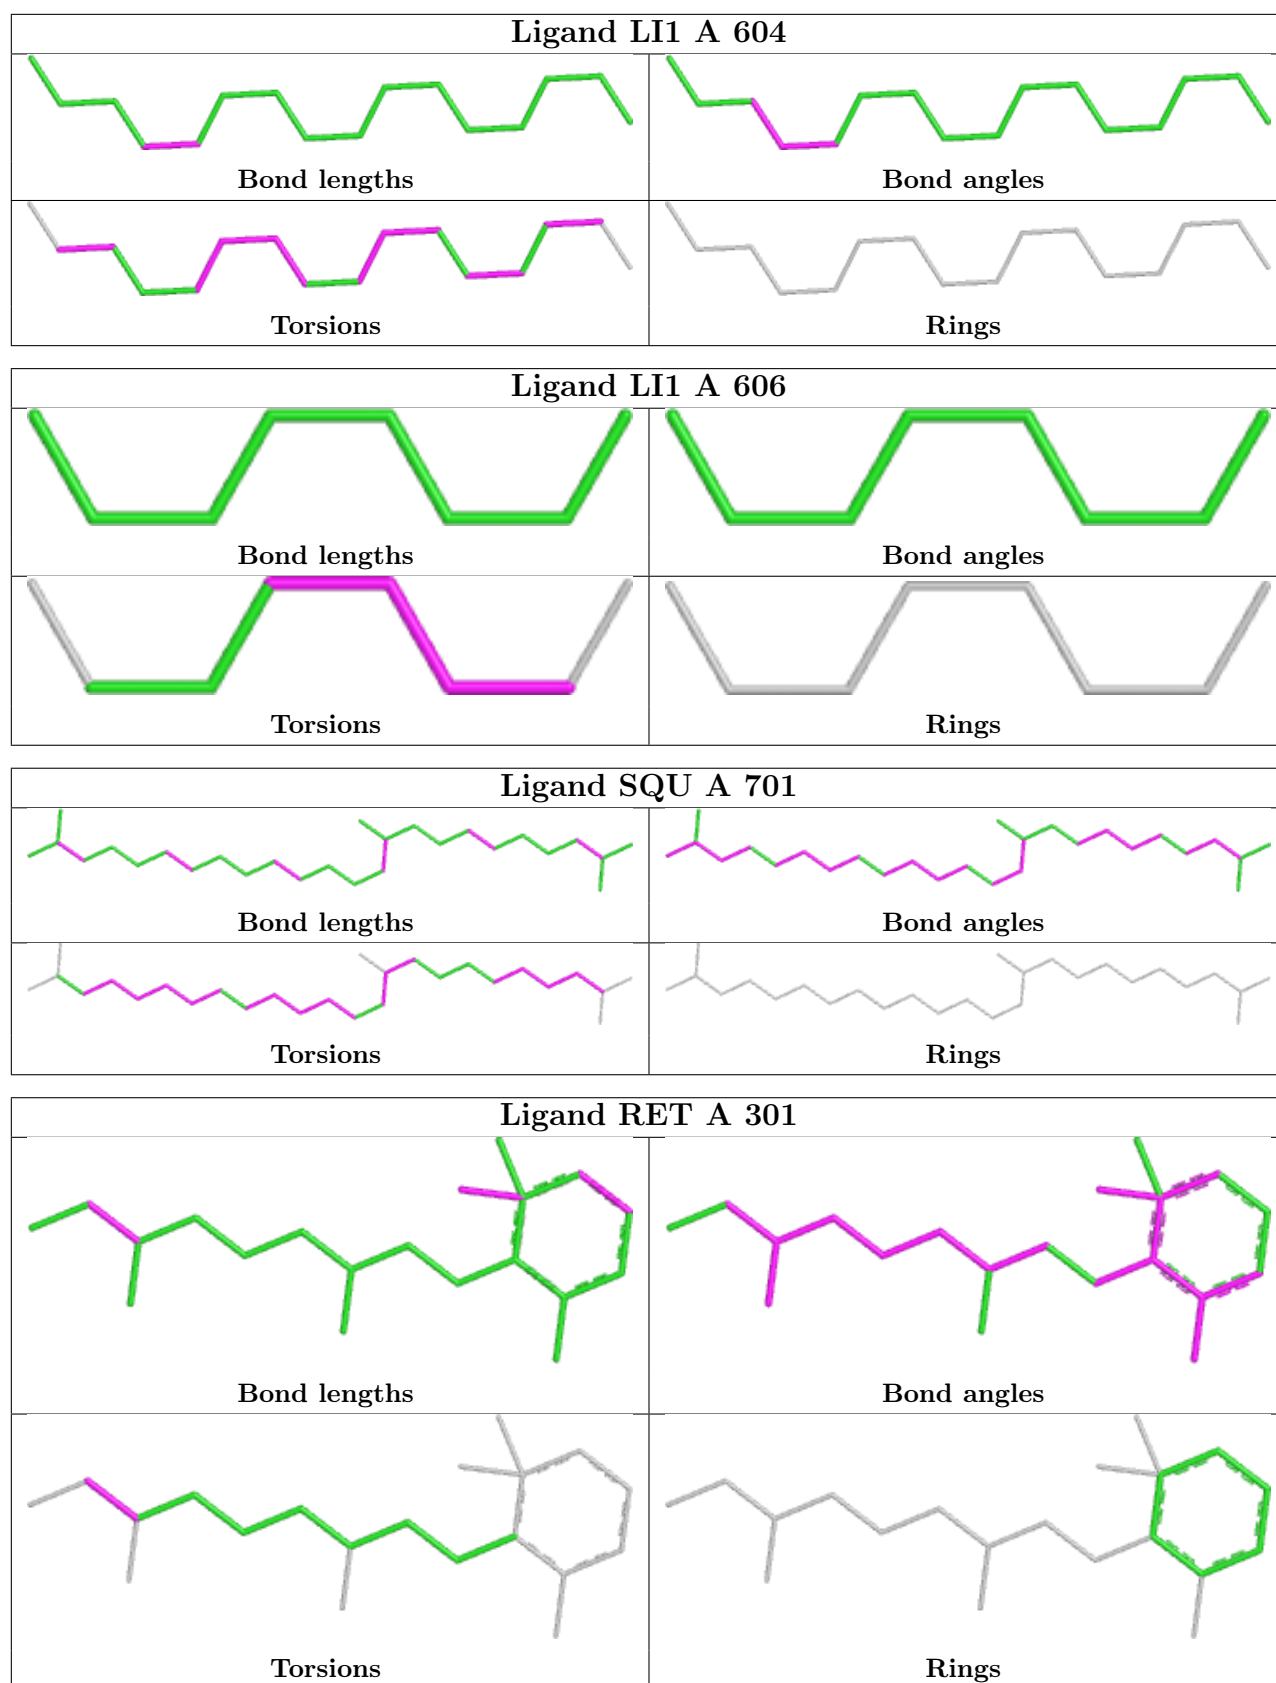 Ligand LI1 A 604
Bond lengths
Bond angles
Torsions
Rings
Ligand LI1 A 606
Bond lengths
Bond angles
Torsions
Rings
Ligand SQU A 701
Bond lengths
Bond angles
Torsions
Rings
Ligand RET A 301
Bond lengths
Bond angles
Torsions
Rings